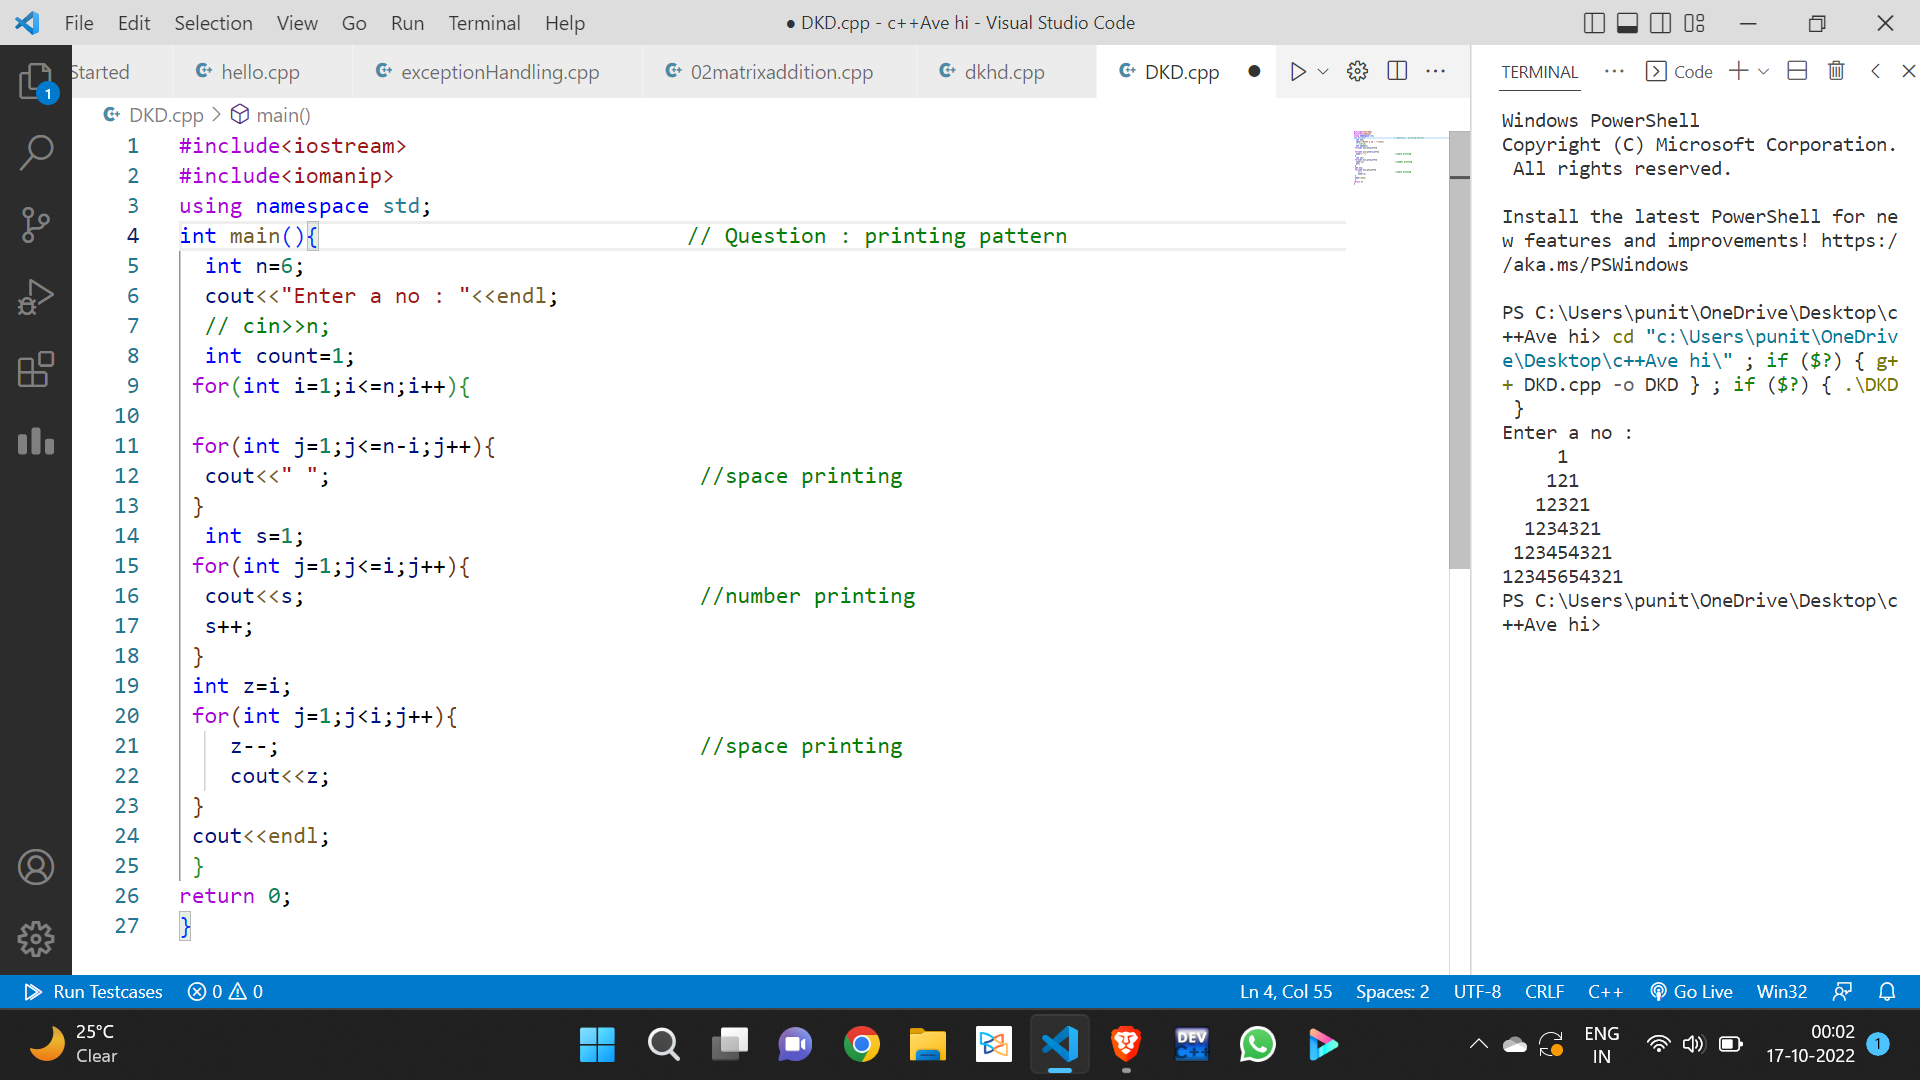 File Edit Selection View Go Run Terminal Help
● DKD.cpp - c++Ave hi - Visual Studio Code
Started hello.cpp exceptionHandling.cpp 02matrixaddition.cpp dkhd.cpp DKD.cpp
DKD.cpp > main()
1 #include<iostream>
2 #include<iomanip>
3 using namespace std;
4 int main(){ // Question : printing pattern
5 int n=6;
6 cout<<"Enter a no : "<<endl;
7 // cin>>n;
8 int count=1;
9 for(int i=1;i<=n;i++){
10
11 for(int j=1;j<=n-i;j++){
12 cout<<" "; //space printing
13 }
14 int s=1;
15 for(int j=1;j<=i;j++){
16 cout<<s; //number printing
17 s++;
18 }
19 int z=i;
20 for(int j=1;j<i;j++){
21 z--; //space printing
22 cout<<z;
23 }
24 cout<<endl;
25 }
26 return 0;
27 }
TERMINAL ··· Code
Windows PowerShell
Copyright (C) Microsoft Corporation.
All rights reserved.
Install the latest PowerShell for ne
w features and improvements! https:/
/aka.ms/PSWindows
PS C:\Users\punit\OneDrive\Desktop\c
++Ave hi> cd "c:\Users\punit\OneDriv
e\Desktop\c++Ave hi\" ; if ($?) { g+
+ DKD.cpp -o DKD } ; if ($?) { .\DKD
}
Enter a no :
1
121
12321
1234321
123454321
12345654321
PS C:\Users\punit\OneDrive\Desktop\c
++Ave hi>
1
Run Testcases 0 0 Ln 4, Col 55 Spaces: 2 UTF-8 CRLF C++ Go Live Win32
25°C
Clear
DEV
C++
ENG
IN
00:02
17-10-2022
1